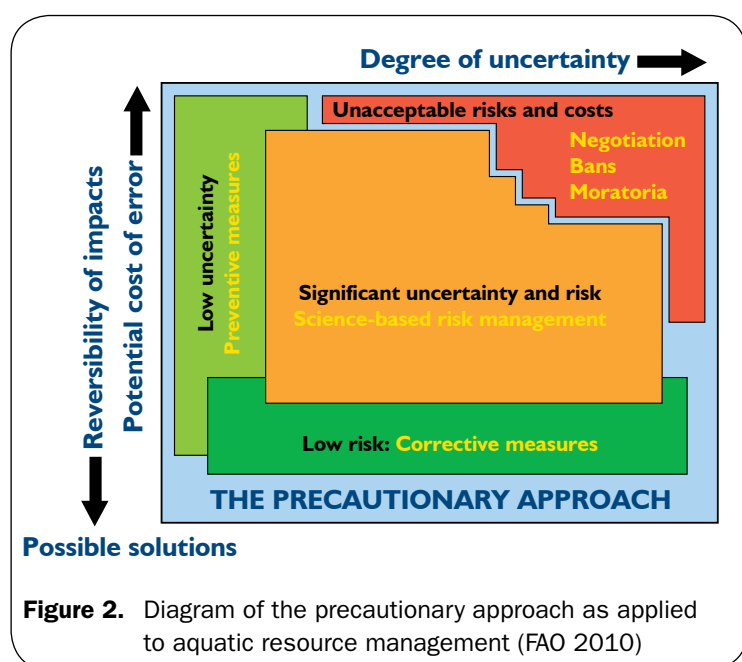 Degree of uncertainty
Unacceptable risks and costs
Negotiation
Bans
Moratoria
Reversibility of impacts
Potential cost of error
Low uncertainty
Preventive measures
Significant uncertainty and risk
Science-based risk management
Low risk: Corrective measures
THE PRECAUTIONARY APPROACH
Possible solutions
Figure 2. Diagram of the precautionary approach as applied
to aquatic resource management (FAO 2010)